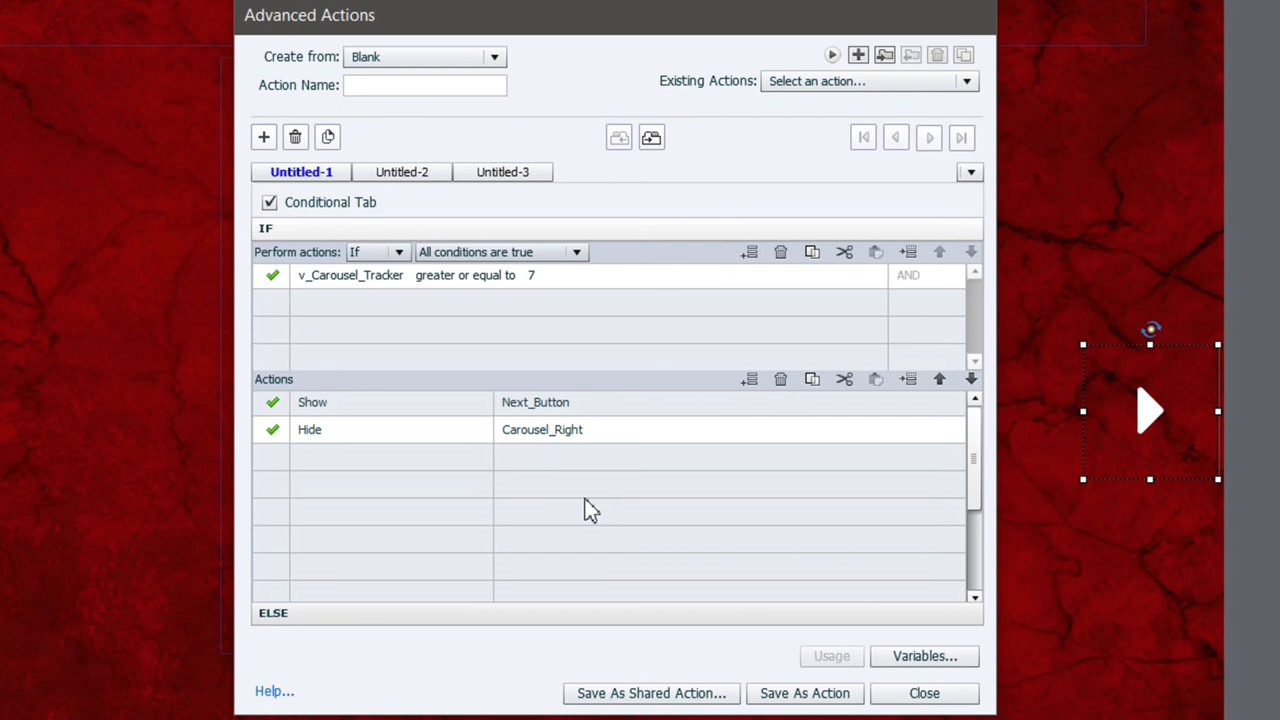 Advanced Actions
Create from: Blank
Action Name:
Existing Actions: Select an action...
Untitled-1 Untitled-2 Untitled-3
Conditional Tab
IF
Perform actions: If All conditions are true
v_Carousel_Tracker greater or equal to 7 AND
Actions
Show Next_Button
Hide Carousel_Right
ELSE
Usage Variables...
Help... Save As Shared Action... Save As Action Close